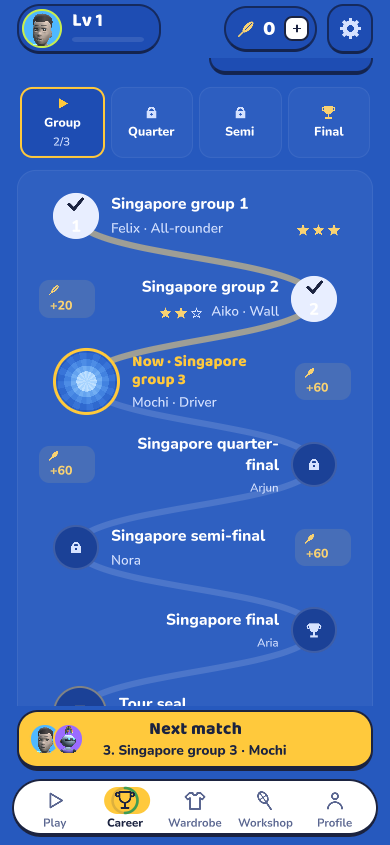 Lv 1
0 +
Group
2/3
Quarter
Semi
Final
Singapore group 1
1
Felix · All-rounder
Singapore group 2
+20
2
Aiko · Wall
Now · Singapore
group 3
+60
Mochi · Driver
Singapore quarter-
final
+60
Arjun
Singapore semi-final
+60
Nora
Singapore final
Aria
Tour seal
Next match
3. Singapore group 3 · Mochi
Play
Career
Wardrobe
Workshop
Profile